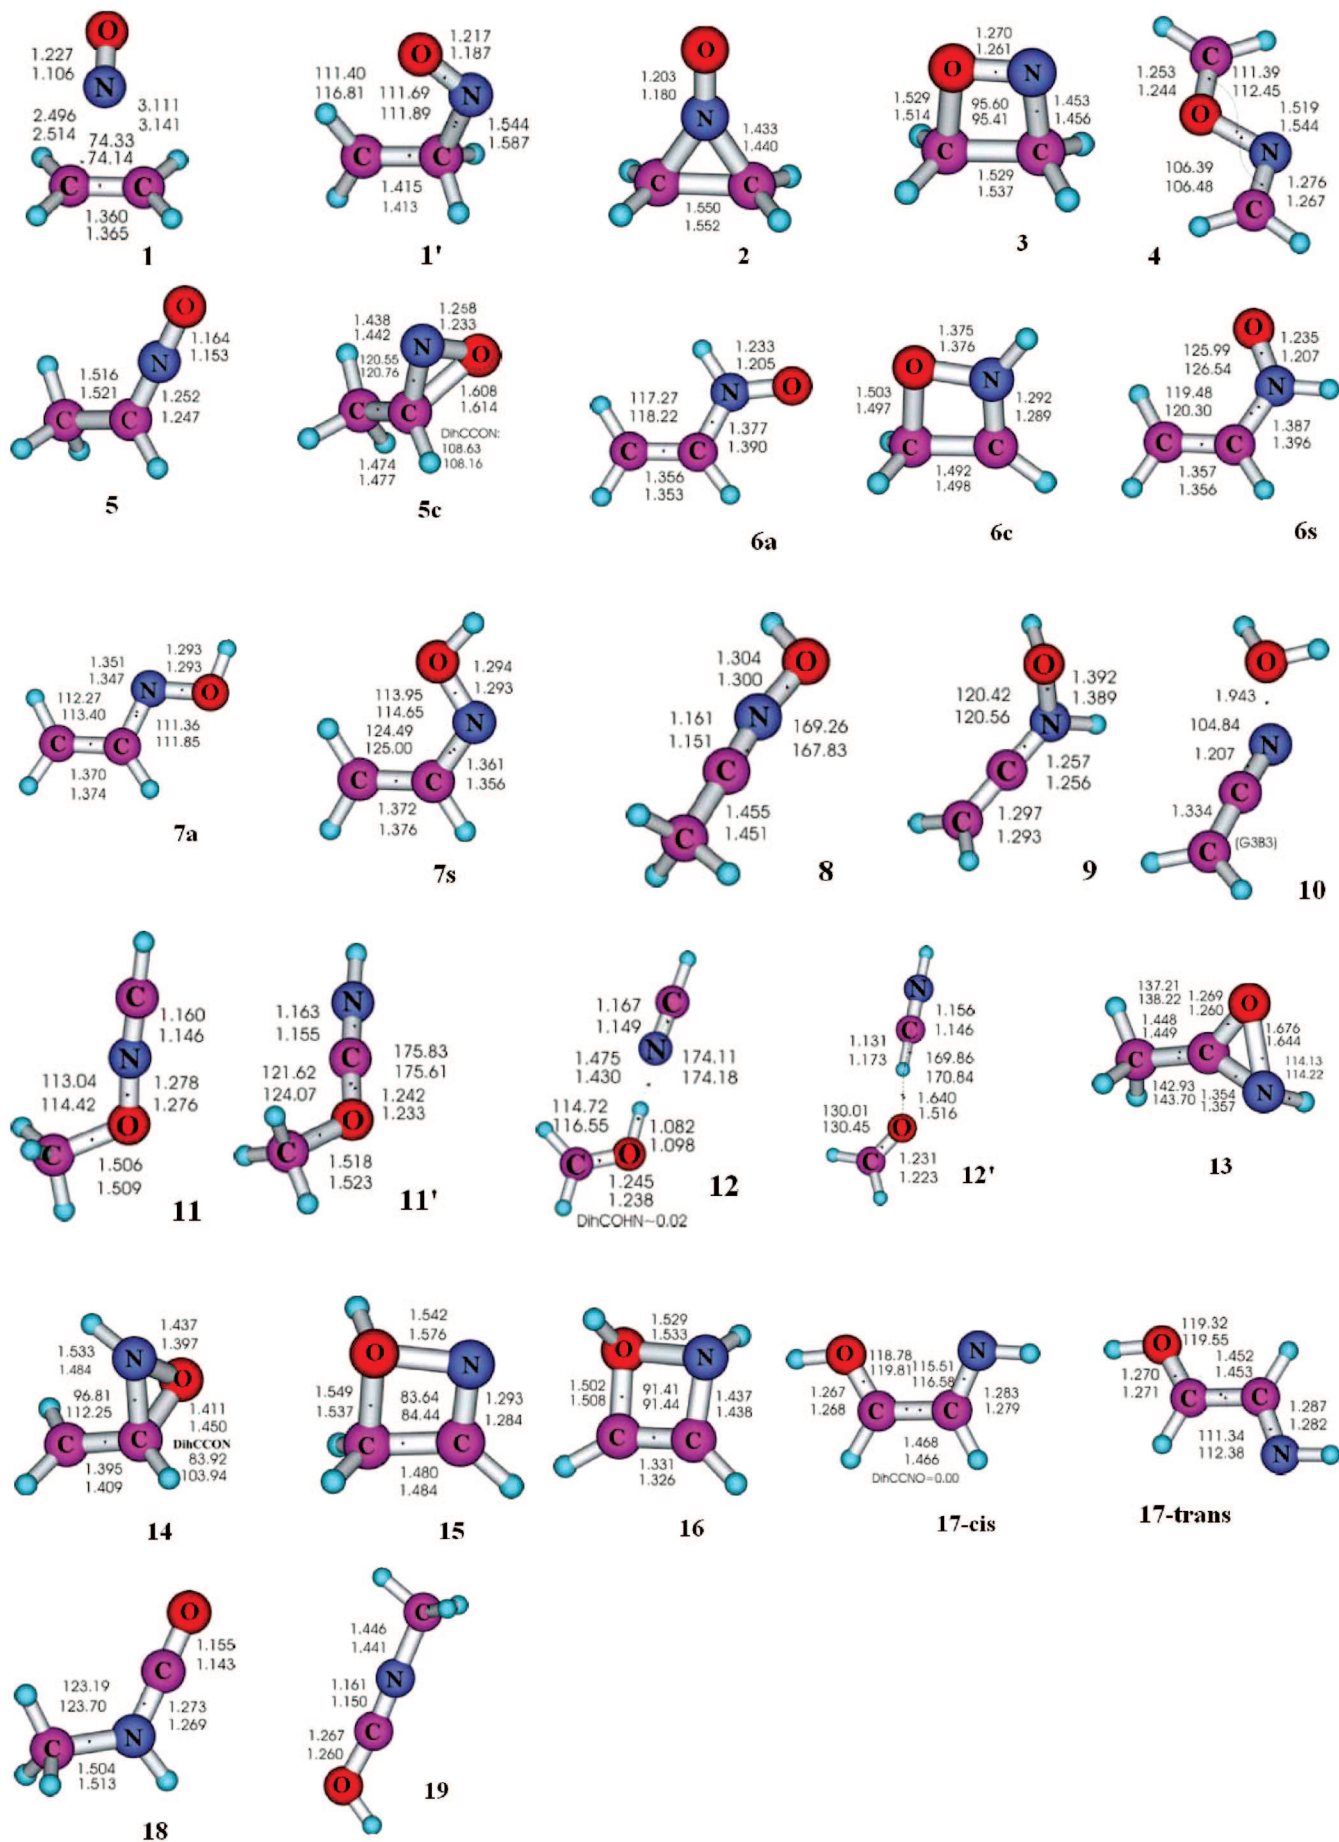 O
1.227
1.106
N
2.496
2.514
3.111
3.141
74.33
74.14
C C
1.360
1.365
1
O
1.217
1.187
111.40
116.81
111.69
111.89
N
1.544
1.587
C C
1.415
1.413
1'
O
1.203
1.180
N
1.433
1.440
C C
1.550
1.552
2
1.270
1.261
O N
1.529
1.514
95.60
95.41
1.453
1.456
C C
1.529
1.537
3
C
1.253
1.244
111.39
112.45
O
1.519
1.544
N
106.39
106.48
1.276
1.267
C
4
O
N
1.164
1.153
1.516
1.521
C C
1.252
1.247
5
1.438
1.442
1.258
1.233
N O
120.55
120.76
1.608
1.614
C C
DihCCON:
108.63
108.16
1.474
1.477
5c
1.233
1.205
N O
117.27
118.22
1.377
1.390
C C
1.356
1.353
6a
1.375
1.376
O N
1.503
1.497
1.292
1.289
C C
1.492
1.498
6c
O
125.99
126.54
1.235
1.207
N
119.48
120.30
1.387
1.396
C C
1.357
1.356
6s
1.351
1.347
1.293
1.293
N O
112.27
113.40
111.36
111.85
C C
1.370
1.374
7a
O
1.294
1.293
113.95
114.65
124.49
125.00
N
1.361
1.356
C C
1.372
1.376
7s
1.304
1.300
O
1.161
1.151
N
169.26
167.83
C
1.455
1.451
C
8
O
120.42
120.56
1.392
1.389
N
C
1.257
1.256
C
1.297
1.293
9
O
1.943
104.84
N
1.207
C
1.334
C
(G3B3)
10
C
1.160
1.146
N
113.04
114.42
1.278
1.276
O
C
1.506
1.509
11
N
1.163
1.155
C
175.83
175.61
121.62
124.07
1.242
1.233
O
C
1.518
1.523
11'
1.167
1.149
C
N
1.475
1.430
174.11
174.18
114.72
116.55
1.082
1.098
C O
1.245
1.238
DihCOHN~0.02
12
N
1.156
1.146
C
1.131
1.173
169.86
170.84
1.640
1.516
130.01
130.45
O
C
1.231
1.223
12'
137.21
138.22
1.269
1.260
O
1.448
1.449
1.676
1.644
C C
114.13
114.22
142.93
143.70
1.354
1.357
N
13
1.437
1.397
1.533
1.484
N O
96.81
112.25
1.411
1.450
C C
DihCCON
83.92
103.94
1.395
1.409
14
1.542
1.576
O N
1.549
1.537
83.64
84.44
1.293
1.284
C C
1.480
1.484
15
1.529
1.533
O N
1.502
1.508
91.41
91.44
1.437
1.438
C C
1.331
1.326
16
O N
118.78
119.81
115.51
116.58
1.267
1.268
1.283
1.279
C C
1.468
1.466
DihCCNO=0.00
17-cis
O
119.32
119.55
1.452
1.453
1.270
1.271
C C
1.287
1.282
111.34
112.38
N
17-trans
O
1.155
1.143
C
123.19
123.70
1.273
1.269
C N
1.504
1.513
18
C
1.446
1.441
N
1.161
1.150
C
1.267
1.260
O
19